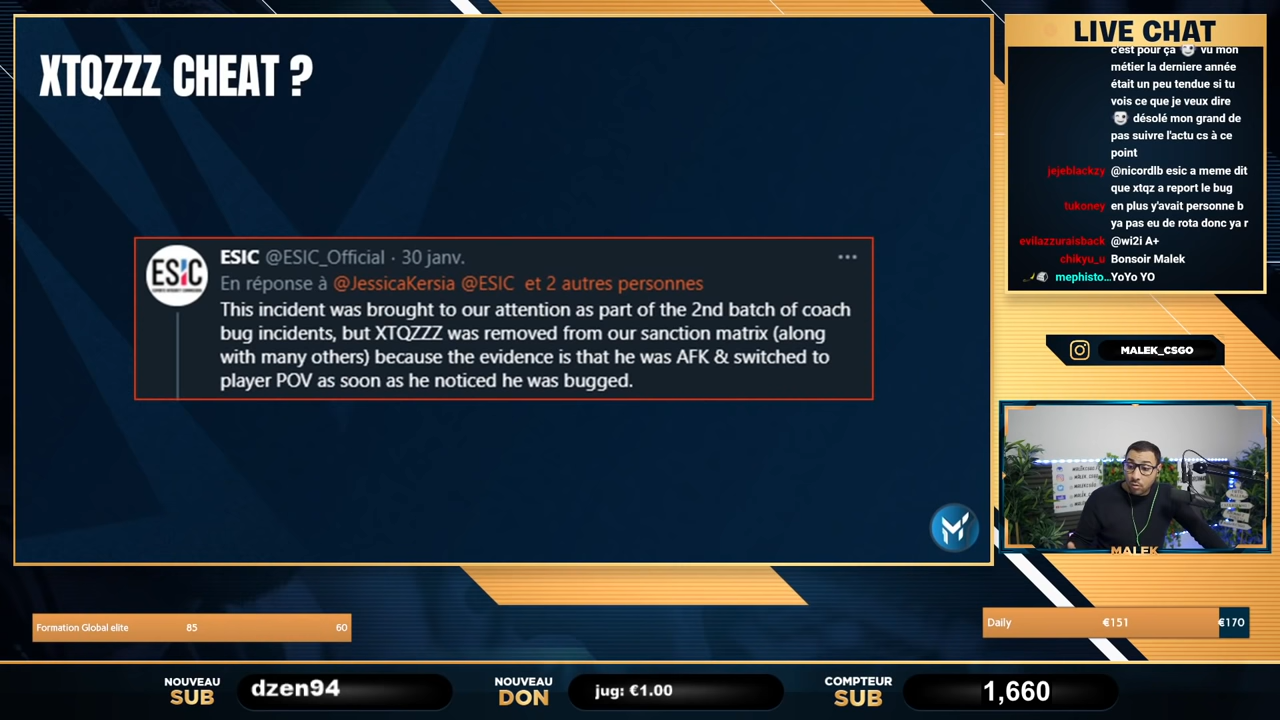 XTQZZZ CHEAT ?
ESIC @ESIC_Official · 30 janv.
En réponse à @JessicaKersia @ESIC et 2 autres personnes
This incident was brought to our attention as part of the 2nd batch of coach
bug incidents, but XTQZZZ was removed from our sanction matrix (along
with many others) because the evidence is that he was AFK & switched to
player POV as soon as he noticed he was bugged.
LIVE CHAT
c'est pour ça vu mon
métier la derniere année
était un peu tendue si tu
vois ce que je veux dire
désolé mon grand de
pas suivre l'actu cs à ce
point
jejeblackzy @nicordlb esic a meme dit
que xtqz a report le bug
tukoney en plus y'avait personne b
ya pas eu de rota donc ya r
evilazzuraisback @wi2i A+
chikyu_u Bonsoir Malek
mephisto... YoYo YO
MALEK_CSGO
MALEK
Formation Global elite 85 60
Daily €151 €170
NOUVEAU SUB
dzen94
NOUVEAU DON
jug: €1.00
COMPTEUR SUB
1,660